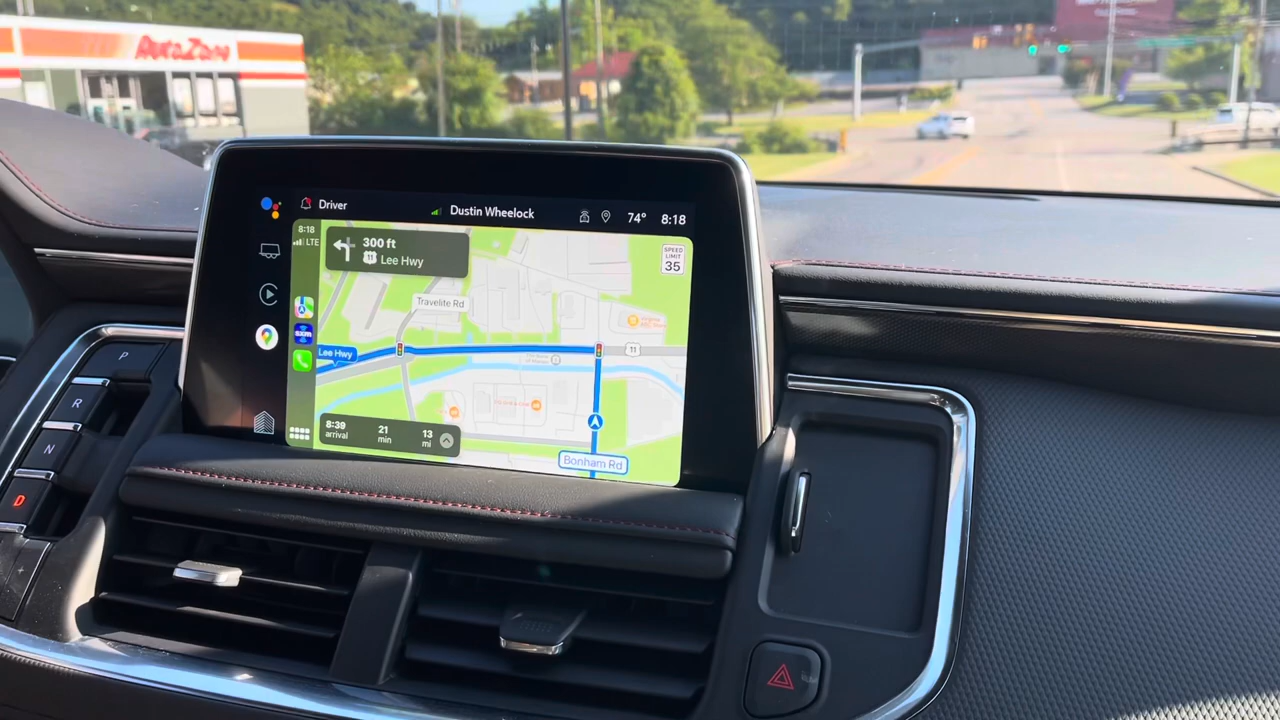 AutoZone
Driver
Dustin Wheelock
74° 8:18
8:18
LTE
300 ft
11 Lee Hwy
SPEED
LIMIT
35
Travelite Rd
Lee Hwy
11
SXM
8:39
arrival
21
min
13
mi
Bonham Rd
P
R
N
D